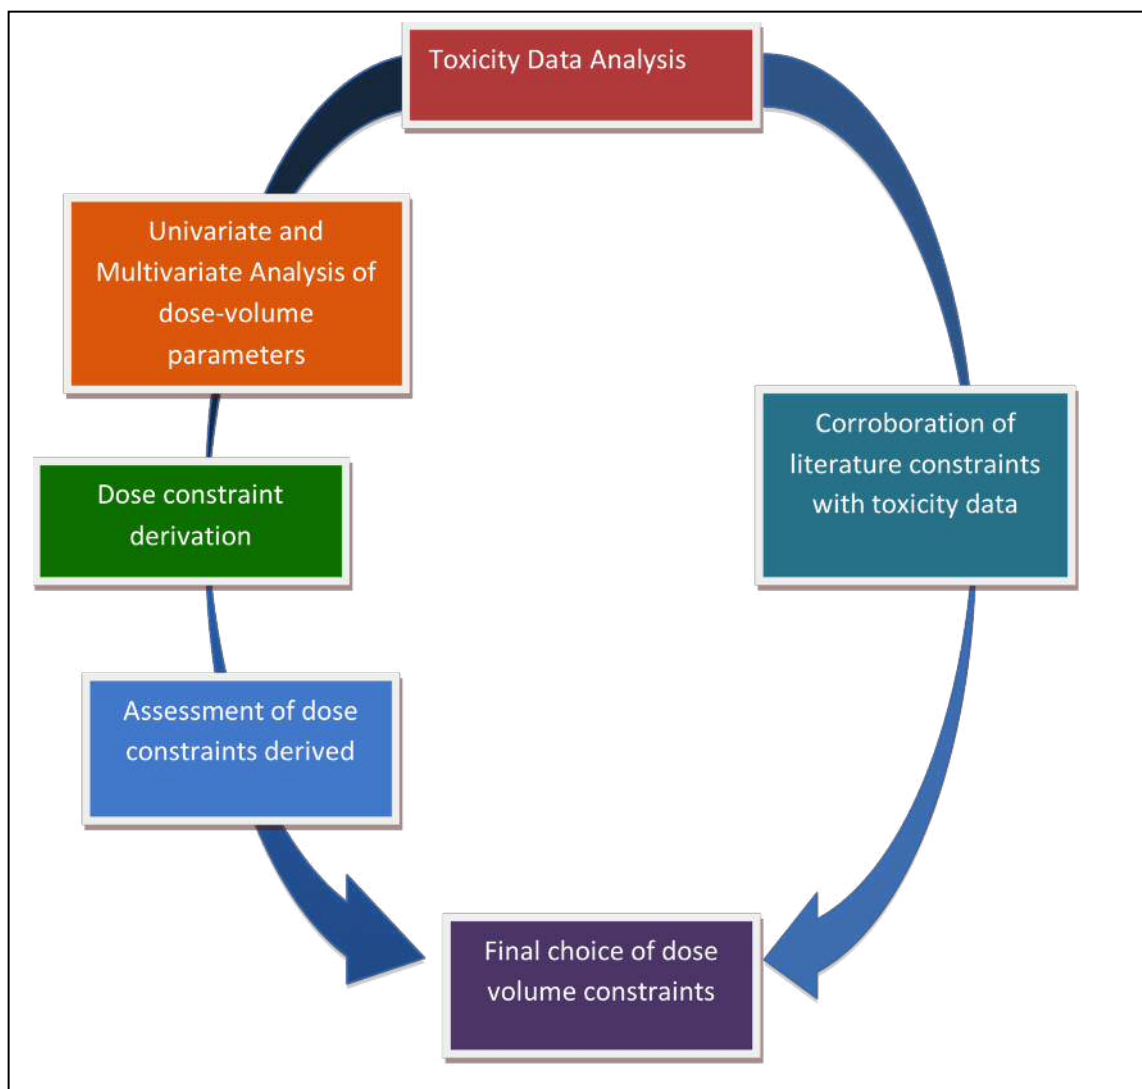 Toxicity Data Analysis
Univariate and
Multivariate Analysis of
dose-volume
parameters
Corroboration of
literature constraints
with toxicity data
Dose constraint
derivation
Assessment of dose
constraints derived
Final choice of dose
volume constraints